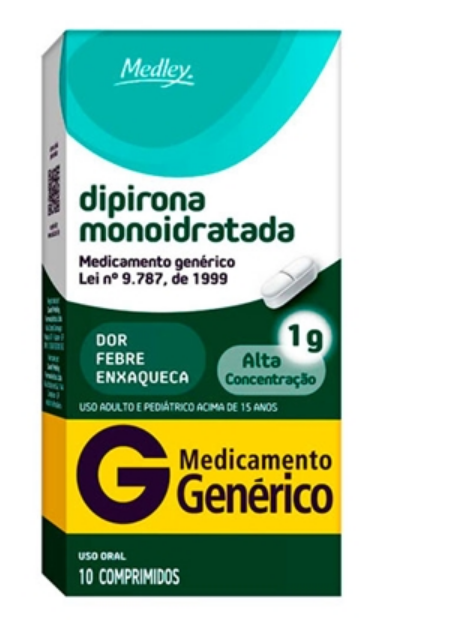 Medley.
dipirona
monoidratada
Medicamento genérico
Lei nº 9.787, de 1999
1g
Alta
Concentração
DOR
FEBRE
ENXAQUECA
USO ADULTO E PEDIÁTRICO ACIMA DE 15 ANOS
G Medicamento
Genérico
USO ORAL
10 COMPRIMIDOS